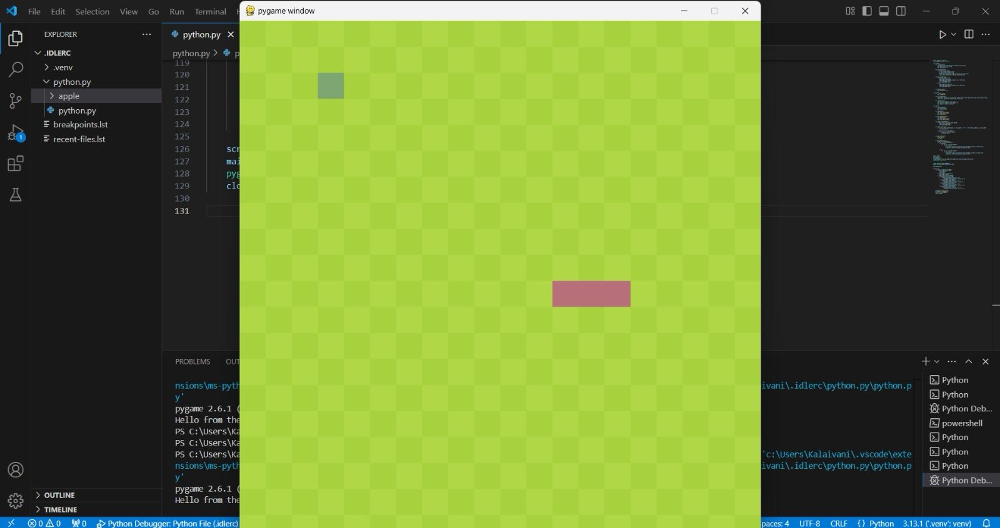 File Edit Selection View Go Run Terminal
pygame window
EXPLORER
python.py
.IDLERC
python.py
.venv
python.py
apple
python.py
breakpoints.lst
recent-files.lst
119
120
121
122
123
124
125
126 scr
127 mai
128 pyg
129 clo
130
131
PROBLEMS OUT
nsions\ms-pyth ivani\.idlerc\python.py\python.p
y'
pygame 2.6.1 (
Hello from the
PS C:\Users\Ka
PS C:\Users\Ka
PS C:\Users\Ka 'c:\Users\Kalaivani\.vscode\exte
nsions\ms-pyth ivani\.idlerc\python.py\python.p
y'
pygame 2.6.1 (
Hello from the
Python
Python
Python Deb...
powershell
Python
Python
Python
Python Deb...
1
OUTLINE
TIMELINE
0 0 0 Python Debugger: Python File (.idlerc) paces: 4 UTF-8 CRLF {} Python 3.13.1 ('.venv': venv)